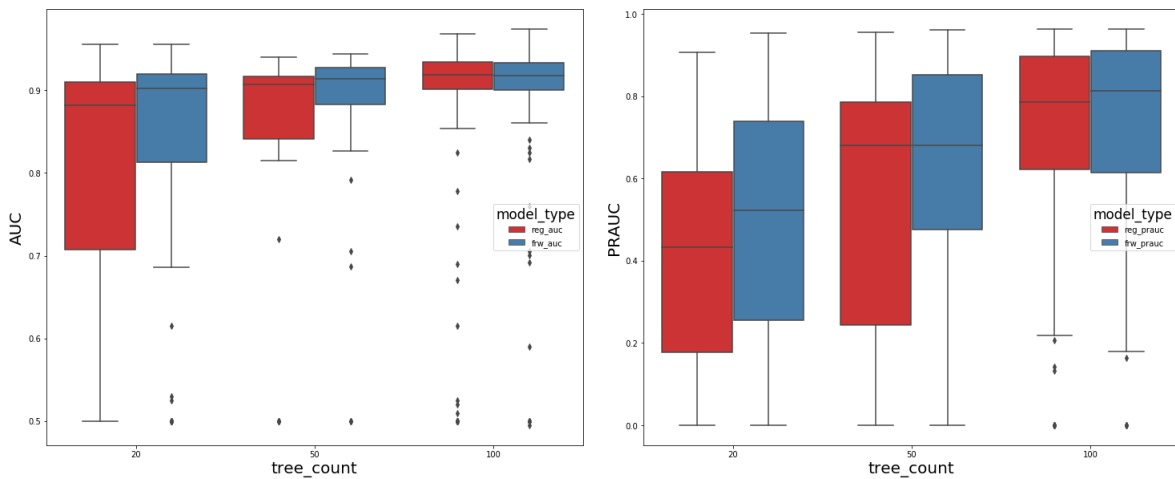 AUC
0.9
0.8
0.7
0.6
0.5
20
50
100
tree_count
model_type
reg_auc
frw_auc
PRAUC
1.0
0.8
0.6
0.4
0.2
0.0
20
50
100
tree_count
model_type
reg_prauc
frw_prauc